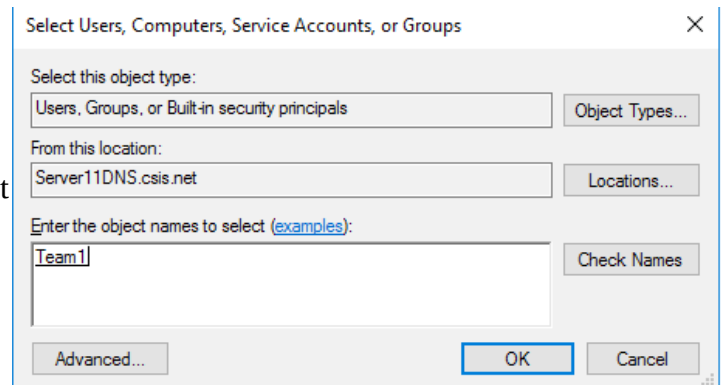 Select Users, Computers, Service Accounts, or Groups
Select this object type:
Users, Groups, or Built-in security principals
Object Types...
From this location:
Server11DNS.csis.net
Locations...
t
Enter the object names to select (examples):
Team1
Check Names
Advanced...
OK
Cancel